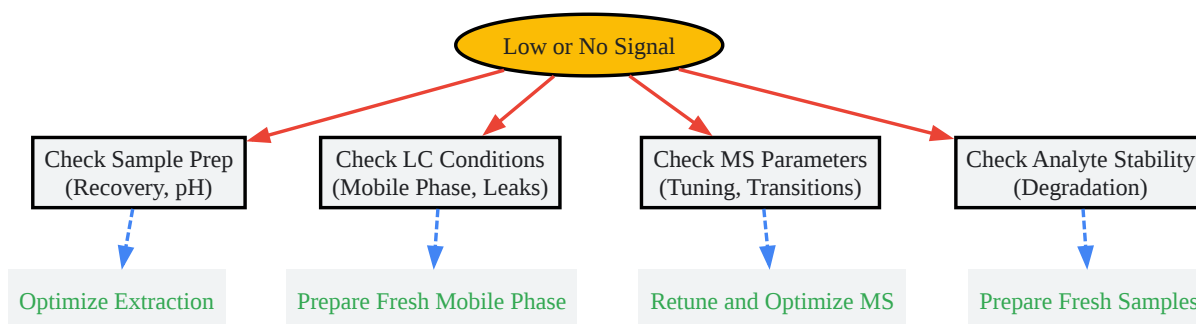 Low or No Signal
Check Sample Prep
(Recovery, pH)
Check LC Conditions
(Mobile Phase, Leaks)
Check MS Parameters
(Tuning, Transitions)
Check Analyte Stability
(Degradation)
Optimize Extraction
Prepare Fresh Mobile Phase
Retune and Optimize MS
Prepare Fresh Samples